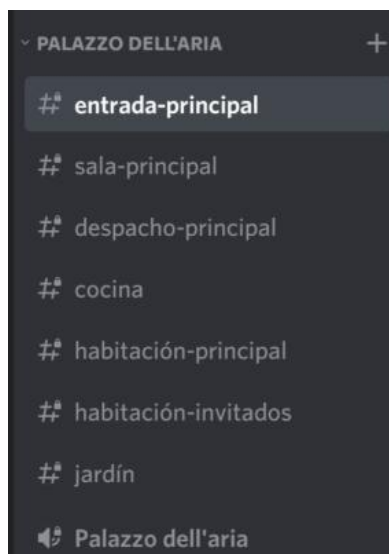 PALAZZO DELL'ARIA
entrada-principal
sala-principal
despacho-principal
cocina
habitación-principal
habitación-invitados
jardín
Palazzo dell'aria